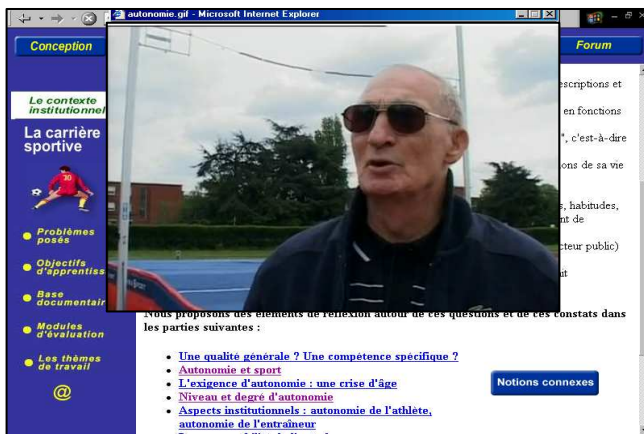 autonomie.gif - Microsoft Internet Explorer
Conception
Forum
Le contexte
institutionnel
La carrière
sportive
Problèmes
posés
Objectifs
d'apprentiss
Base
documentair
Modules
d'évaluation
Les thèmes
de travail
@
escriptions et
en fonctions
", c'est-à-dire
ons de sa vie
s, habitudes,
nt de
cteur public)
it
Nous proposons des éléments de réflexion autour de ces questions et de ces constats dans
les parties suivantes :
Une qualité générale ? Une compétence spécifique ?
Autonomie et sport
L'exigence d'autonomie : une crise d'âge
Niveau et degré d'autonomie
Aspects institutionnels : autonomie de l'athlète,
autonomie de l'entraîneur
Notions connexes